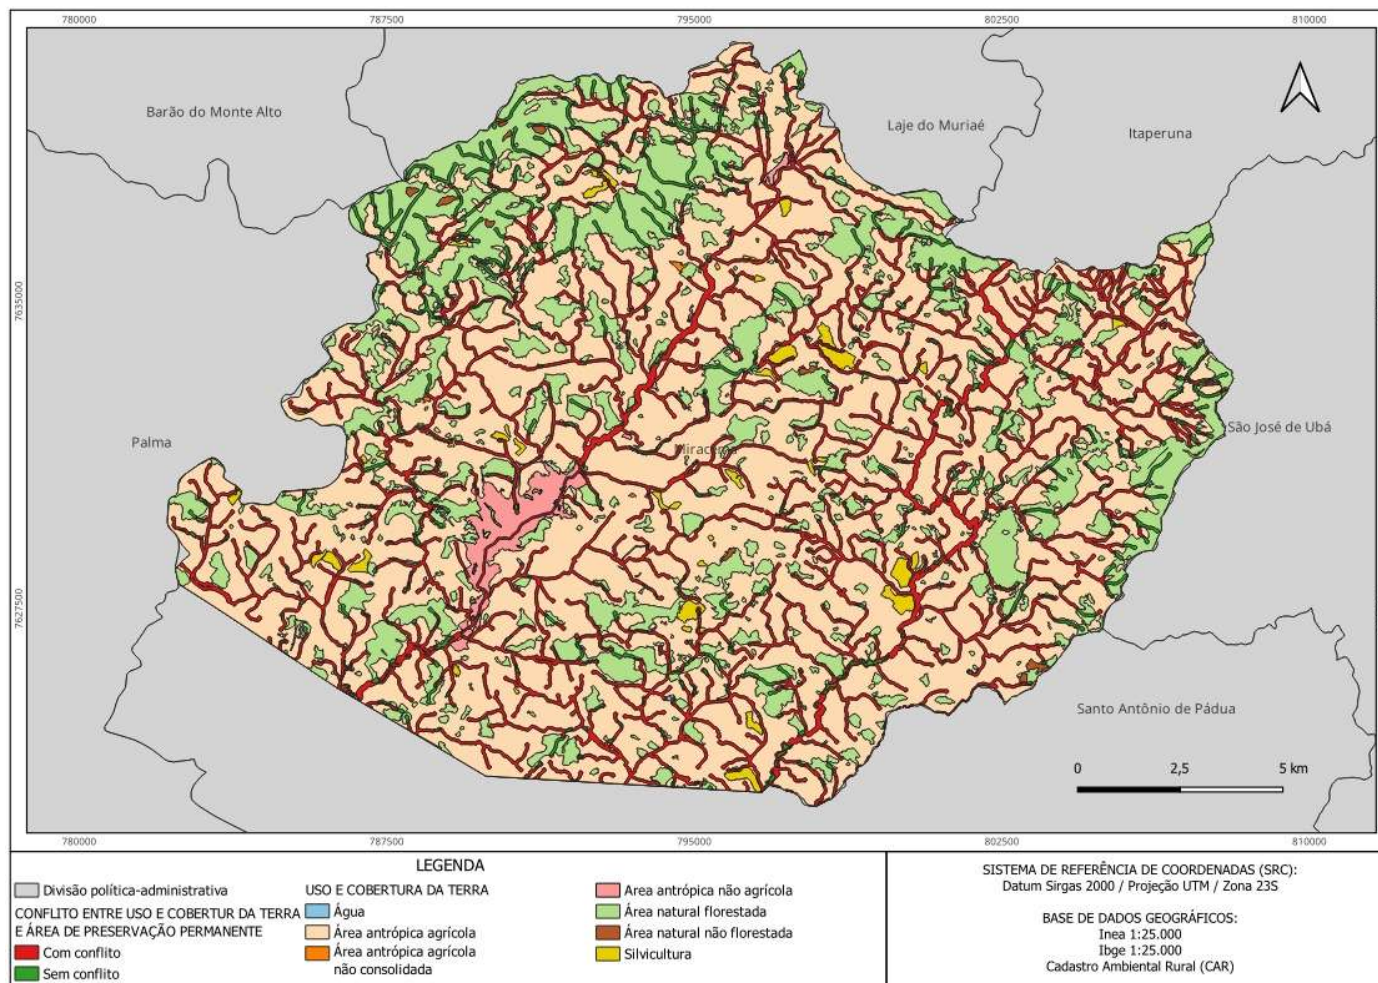 780000 787500 795000 802500 810000
Barão do Monte Alto
Laje do Muriaé
Itaperuna
7635000
Palma
Miracema
São José de Ubá
7627500
Santo Antônio de Pádua
0 2,5 5 km
780000 787500 795000 802500 810000
LEGENDA
Divisão política-administrativa
CONFLITO ENTRE USO E COBERTUR DA TERRA
E ÁREA DE PRESERVAÇÃO PERMANENTE
Com conflito
Sem conflito
USO E COBERTURA DA TERRA
Água
Área antrópica agrícola
Área antrópica agrícola
não consolidada
Area antrópica não agrícola
Área natural florestada
Área natural não florestada
Silvicultura
SISTEMA DE REFERÊNCIA DE COORDENADAS (SRC):
Datum Sirgas 2000 / Projeção UTM / Zona 23S
BASE DE DADOS GEOGRÁFICOS:
Inea 1:25.000
Ibge 1:25.000
Cadastro Ambiental Rural (CAR)